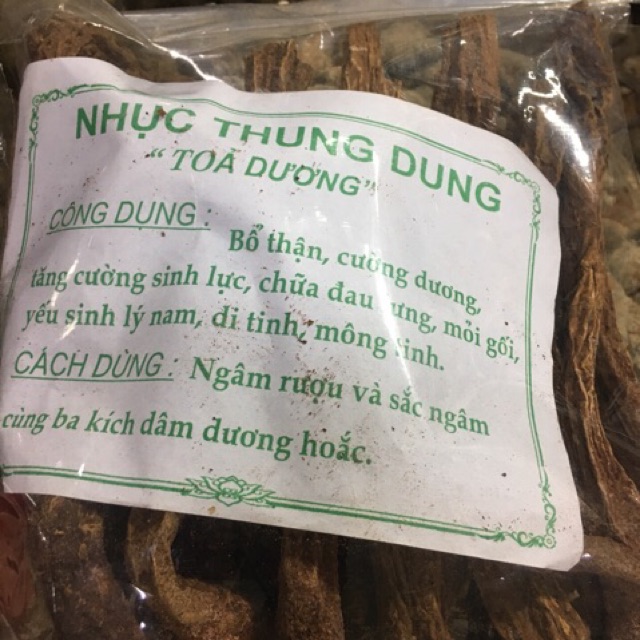 NHỤC THUNG DUNG
“TOẢ DƯƠNG”
CÔNG DỤNG : Bổ thận, cường dương,
tăng cường sinh lực, chữa đau lưng, mỏi gối,
yếu sinh lý nam, di tinh, mông sinh.
CÁCH DÙNG : Ngâm rượu và sắc ngâm
cùng ba kích dâm dương hoắc.